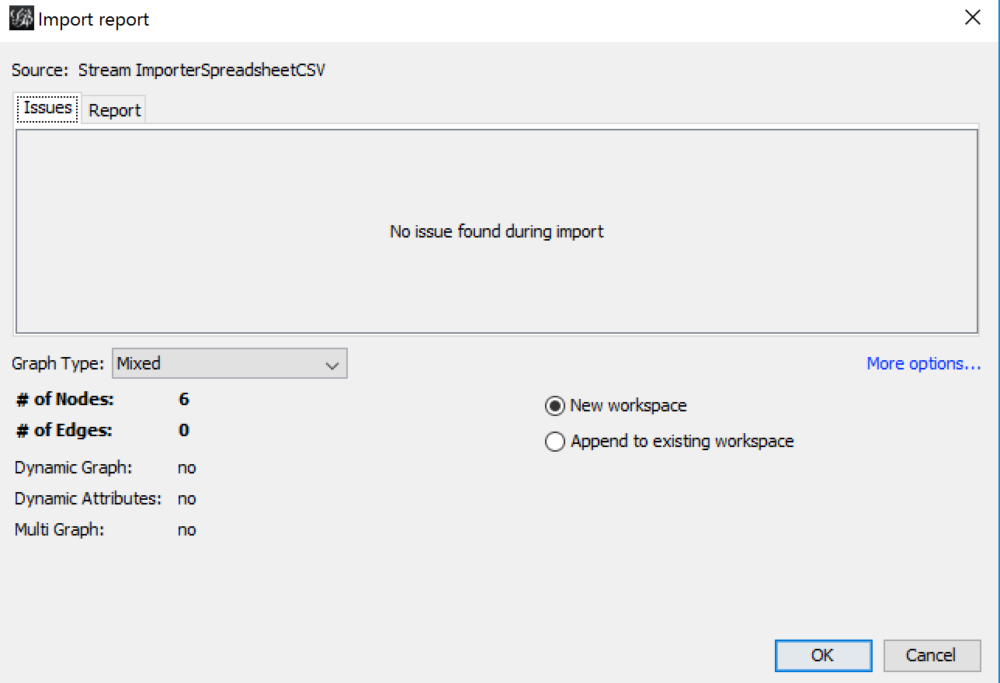 Import report
Source: Stream ImporterSpreadsheetCSV
Issues Report
No issue found during import
Graph Type: Mixed More options...
# of Nodes: 6
New workspace
# of Edges: 0
Append to existing workspace
Dynamic Graph: no
Dynamic Attributes: no
Multi Graph: no
OK Cancel